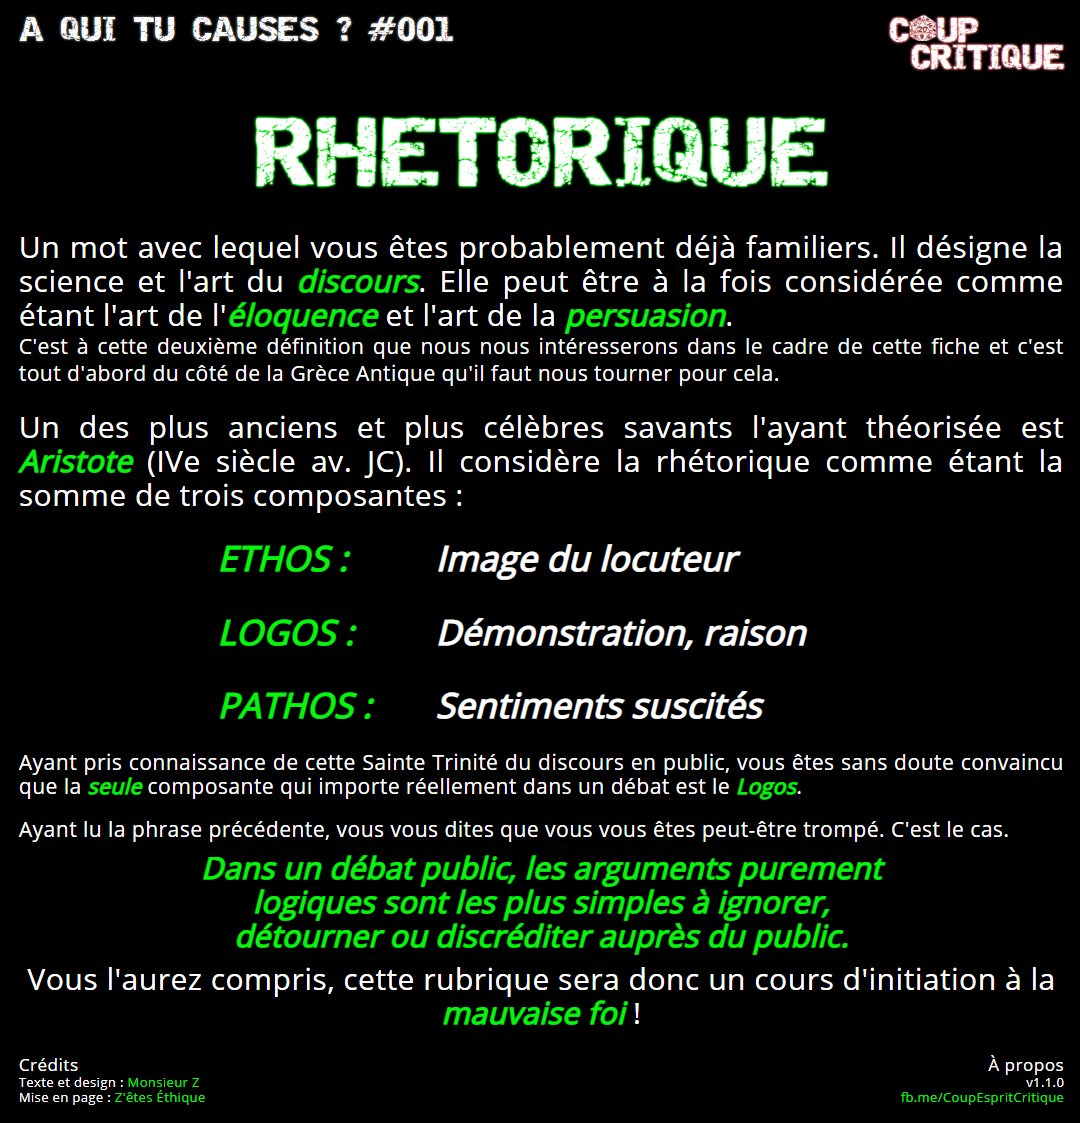 A QUI TU CAUSES ? #001
COUP
CRITIQUE
RHETORIQUE
Un mot avec lequel vous êtes probablement déjà familiers. Il désigne la
science et l'art du discours. Elle peut être à la fois considérée comme
étant l'art de l'éloquence et l'art de la persuasion.
C'est à cette deuxième définition que nous nous intéresserons dans le cadre de cette fiche et c'est
tout d'abord du côté de la Grèce Antique qu'il faut nous tourner pour cela.
Un des plus anciens et plus célèbres savants l'ayant théorisée est
Aristote (IVe siècle av. JC). Il considère la rhétorique comme étant la
somme de trois composantes :
ETHOS : Image du locuteur
LOGOS : Démonstration, raison
PATHOS : Sentiments suscités
Ayant pris connaissance de cette Sainte Trinité du discours en public, vous êtes sans doute convaincu
que la seule composante qui importe réellement dans un débat est le Logos.
Ayant lu la phrase précédente, vous vous dites que vous vous êtes peut-être trompé. C'est le cas.
Dans un débat public, les arguments purement
logiques sont les plus simples à ignorer,
détourner ou discréditer auprès du public.
Vous l'aurez compris, cette rubrique sera donc un cours d'initiation à la
mauvaise foi !
Crédits
Texte et design : Monsieur Z
Mise en page : Z'êtes Éthique
À propos
v1.1.0
fb.me/CoupEspritCritique